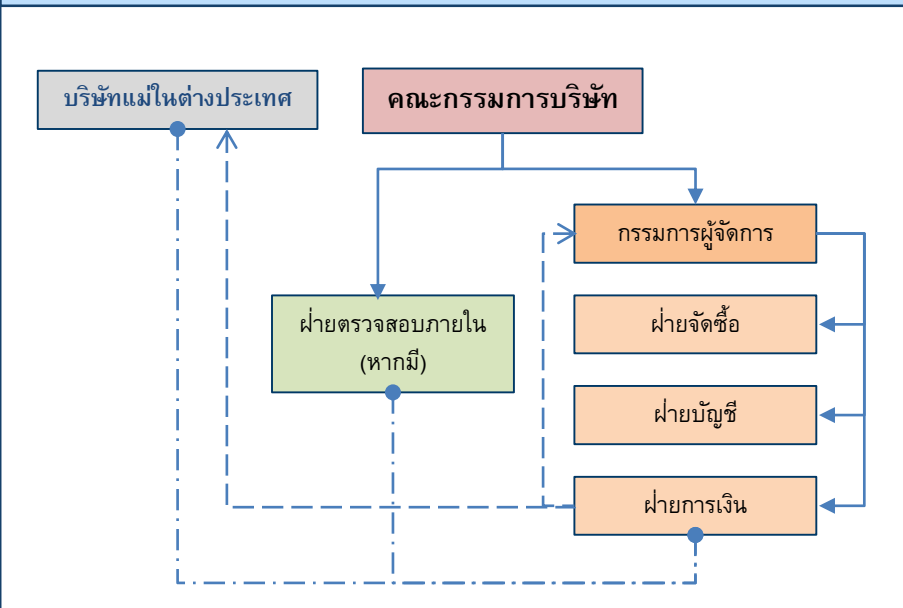 บริษัทแม่ในต่างประเทศ
คณะกรรมการบริษัท
กรรมการผู้จัดการ
ฝ่ายตรวจสอบภายใน
(หากมี)
ฝ่ายจัดซื้อ
ฝ่ายบัญชี
ฝ่ายการเงิน